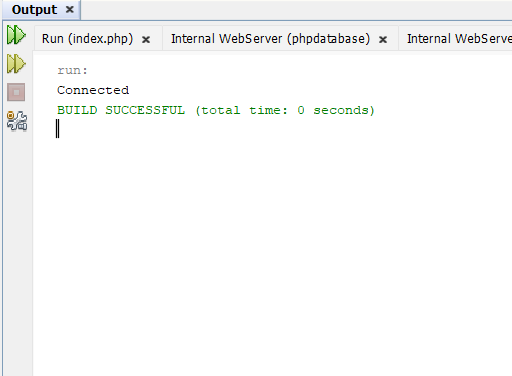 Output
Run (index.php) Internal WebServer (phpdatabase) Internal WebServe
run:
Connected
BUILD SUCCESSFUL (total time: 0 seconds)